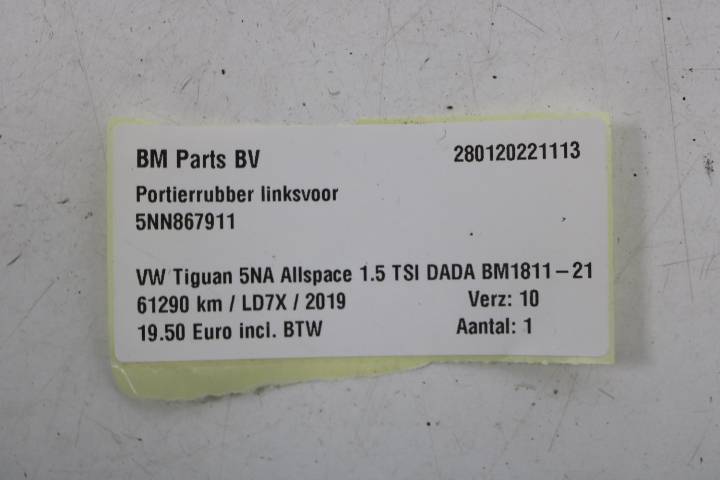 BM Parts BV 280120221113
Portierrubber linksvoor
5NN867911
VW Tiguan 5NA Allspace 1.5 TSI DADA BM1811-21
61290 km / LD7X / 2019 Verz: 10
19.50 Euro incl. BTW Aantal: 1